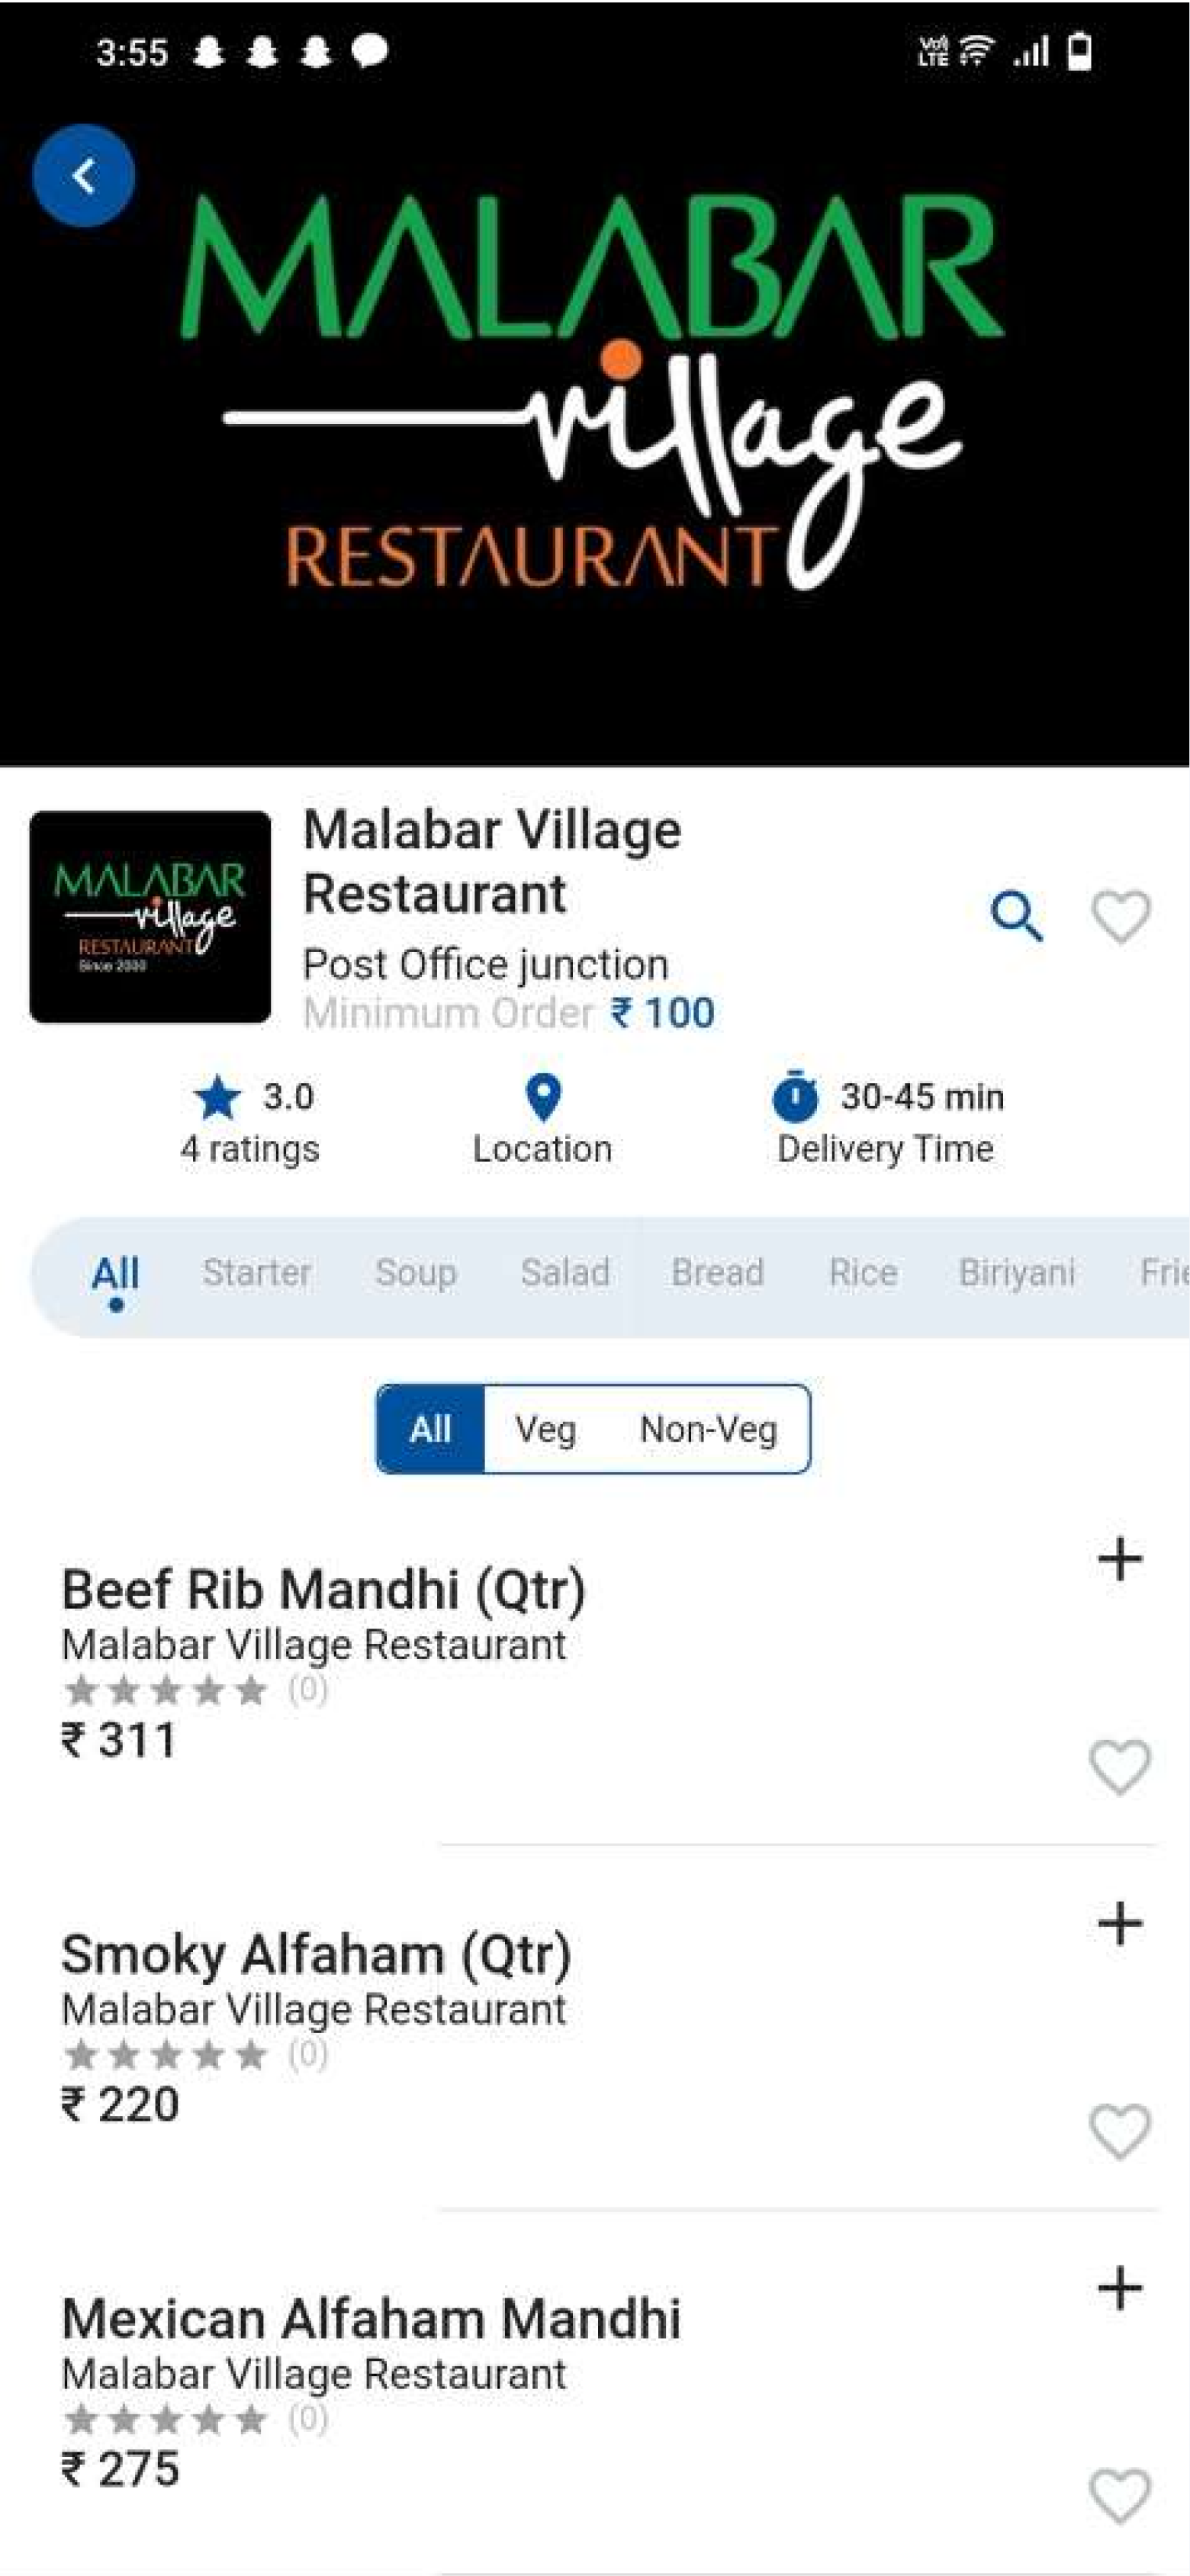 3:55
Vo) LTE
MALABAR
village
RESTAURANT
MALABAR
village
RESTAURANT
Since 2000
Malabar Village
Restaurant
Post Office junction
Minimum Order ₹ 100
3.0
4 ratings
Location
30-45 min
Delivery Time
All Starter Soup Salad Bread Rice Biriyani Frie
All Veg Non-Veg
Beef Rib Mandhi (Qtr)
Malabar Village Restaurant
(0)
₹ 311
Smoky Alfaham (Qtr)
Malabar Village Restaurant
(0)
₹ 220
Mexican Alfaham Mandhi
Malabar Village Restaurant
(0)
₹ 275